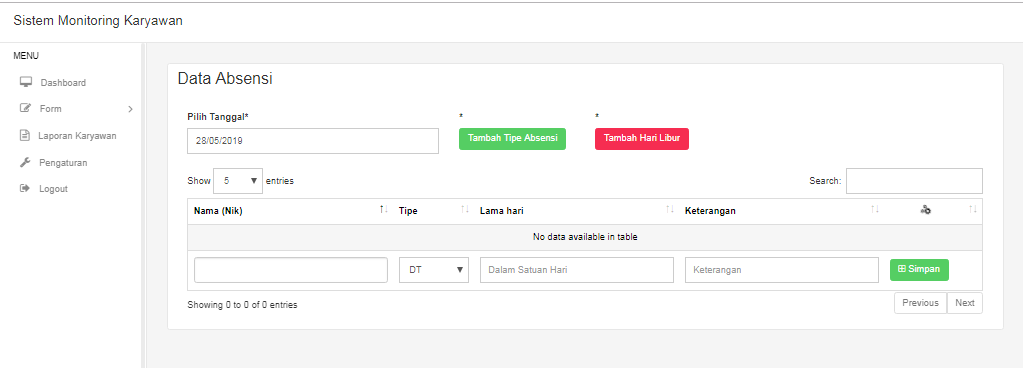 Sistem Monitoring Karyawan
MENU
Dashboard
Form
Laporan Karyawan
Pengaturan
Logout
Data Absensi
Pilih Tanggal* * *
28/05/2019 Tambah Tipe Absensi Tambah Hari Libur
Show 5 entries Search:
Nama (Nik) Tipe Lama hari Keterangan
No data available in table
DT Dalam Satuan Hari Keterangan Simpan
Showing 0 to 0 of 0 entries Previous Next